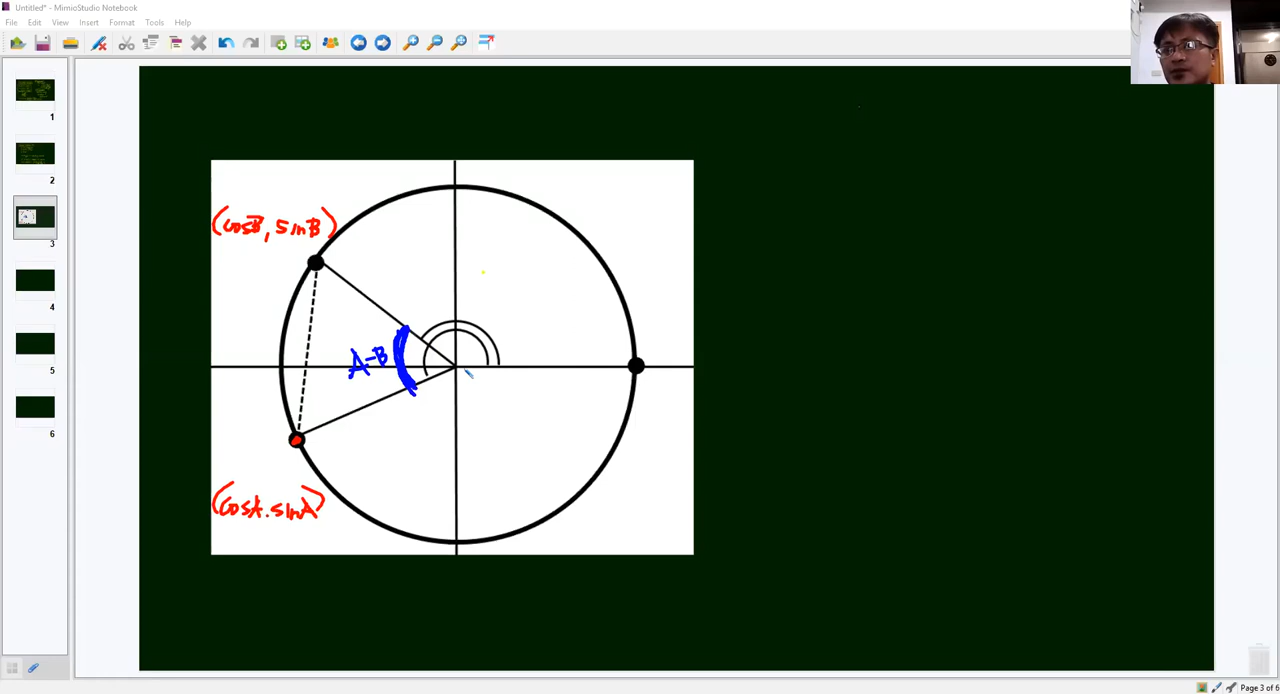 Untitled* - MimioStudio Notebook
File Edit View Insert Format Tools Help
1
2
3
4
5
6
(cosB, sinB)
A-B
(cosA. sinA)
Page 3 of 6